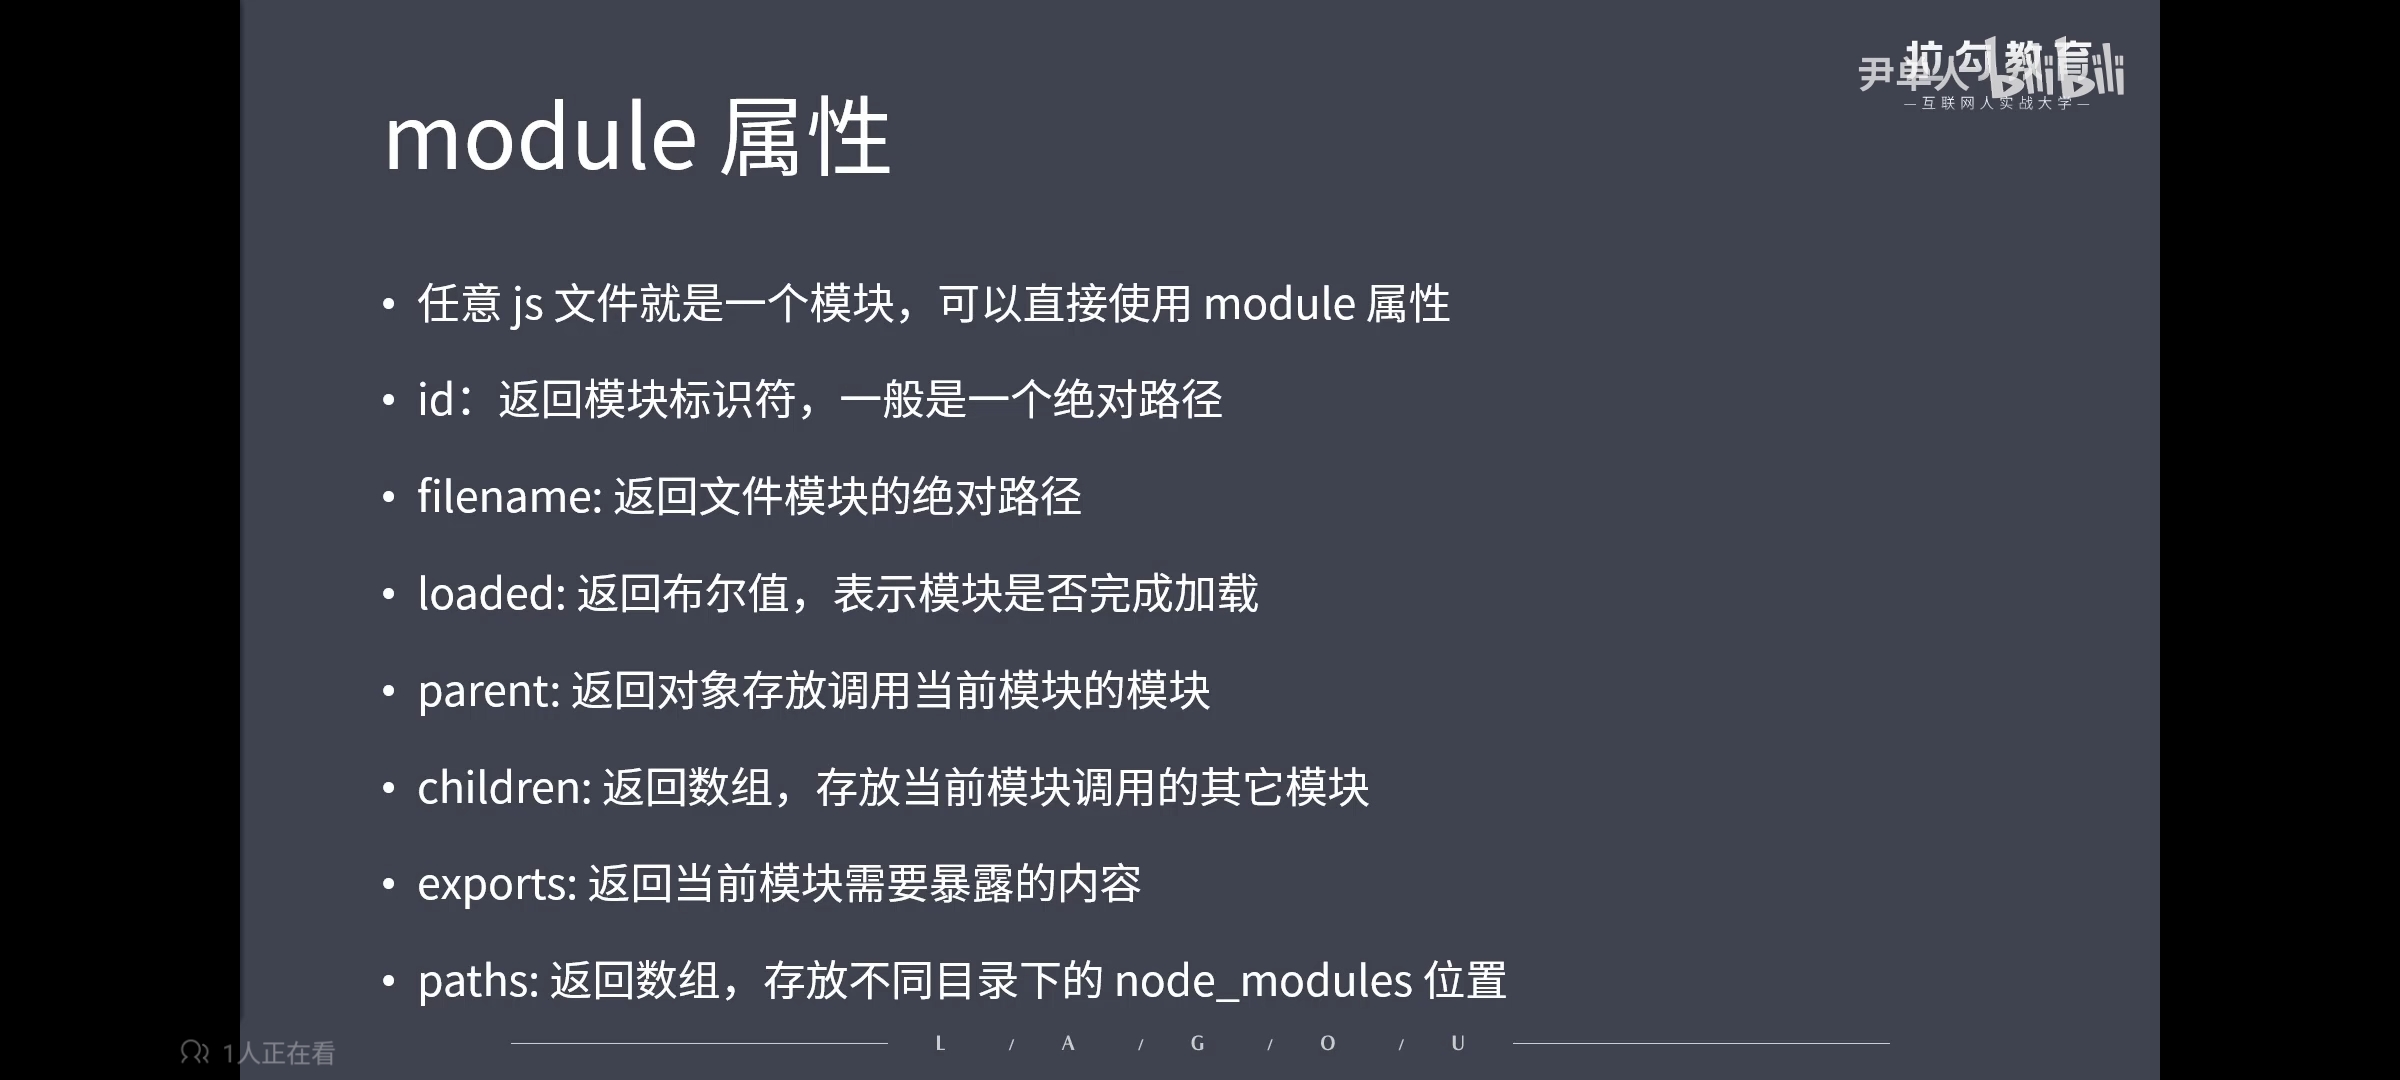 拉勾教育
尹单人
bilibili
—互联网人实战大学—
module 属性
• 任意 js 文件就是一个模块，可以直接使用 module 属性
• id：返回模块标识符，一般是一个绝对路径
• filename: 返回文件模块的绝对路径
• loaded: 返回布尔值，表示模块是否完成加载
• parent: 返回对象存放调用当前模块的模块
• children: 返回数组，存放当前模块调用的其它模块
• exports: 返回当前模块需要暴露的内容
• paths: 返回数组，存放不同目录下的 node_modules 位置
1人正在看
L / A / G / O / U